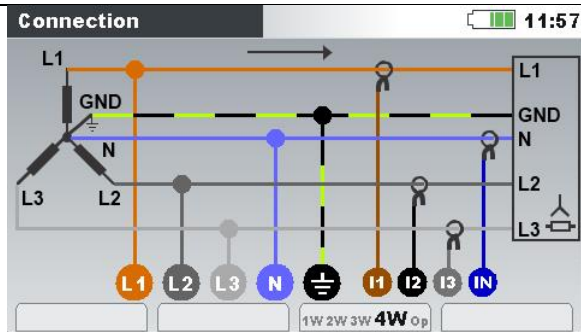 Connection 11:57
L1 L1
GND GND
N N
L3 L2 L2
L3
L1 L2 L3 N I1 I2 I3 IN
1W 2W 3W 4W Op